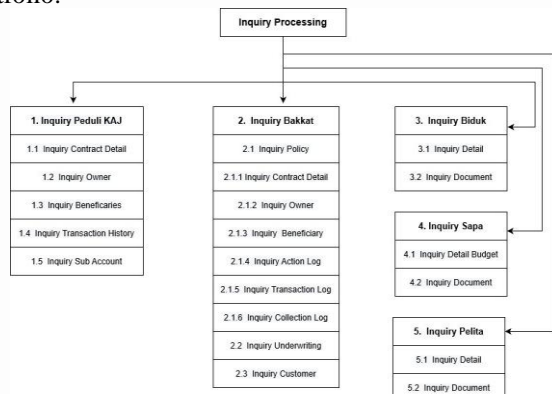 Inquiry Processing
1. Inquiry Peduli KAJ
1.1 Inquiry Contract Detail
1.2 Inquiry Owner
1.3 Inquiry Beneficaries
1.4 Inquiry Transaction History
1.5 Inquiry Sub Account
2. Inquiry Bakkat
2.1 Inquiry Policy
2.1.1 Inquiry Contract Detail
2.1.2 Inquiry Owner
2.1.3 Inquiry Beneficiary
2.1.4 Inquiry Action Log
2.1.5 Inquiry Transaction Log
2.1.6 Inquiry Collection Log
2.2 Inquiry Underwriting
2.3 Inquiry Customer
3. Inquiry Biduk
3.1 Inquiry Detail
3.2 Inquiry Document
4. Inquiry Sapa
4.1 Inquiry Detail Budget
4.2 Inquiry Document
5. Inquiry Pelita
5.1 Inquiry Detail
5.2 Inquiry Document